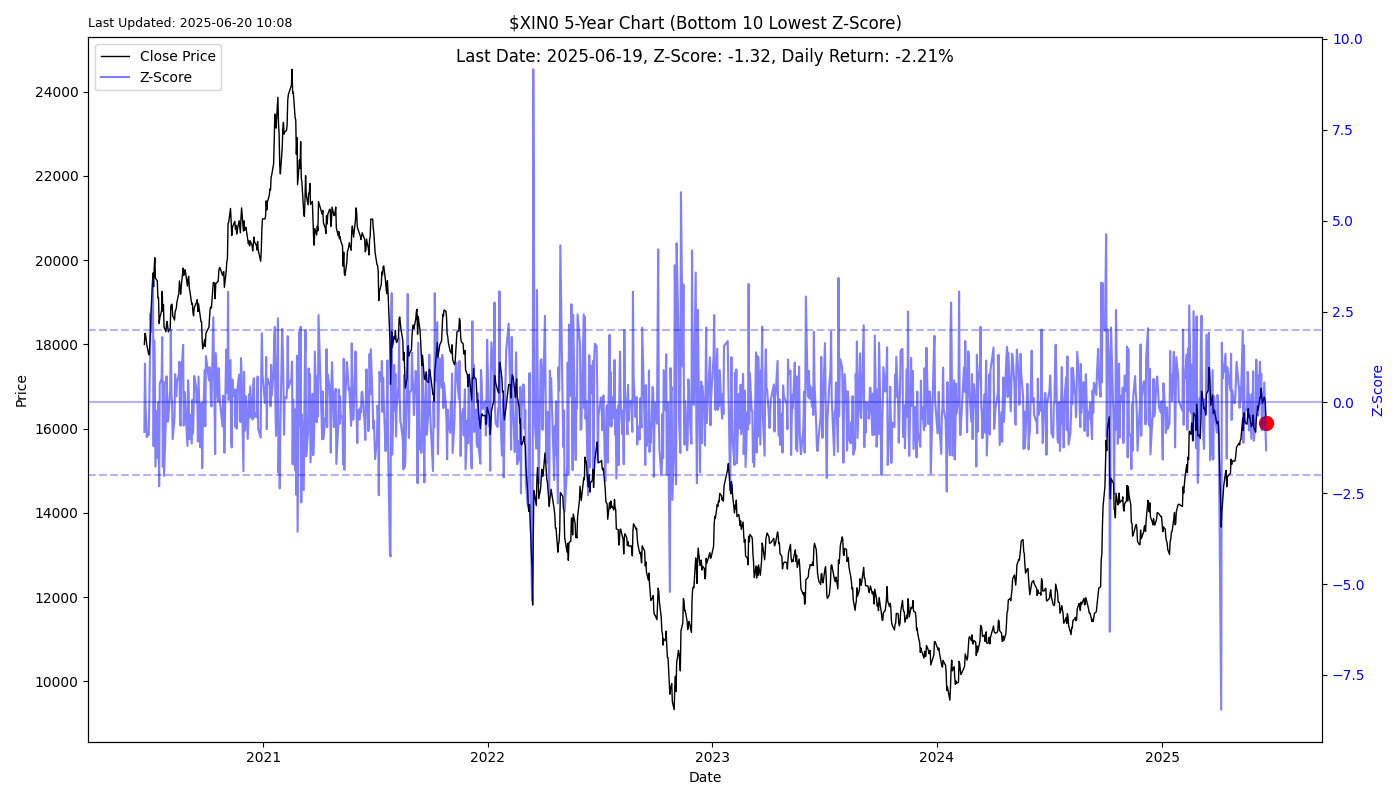 Last Updated: 2025-06-20 10:08
$XIN0 5-Year Chart (Bottom 10 Lowest Z-Score)
Last Date: 2025-06-19, Z-Score: -1.32, Daily Return: -2.21%
Close Price
Z-Score
Price
24000
22000
20000
18000
16000
14000
12000
10000
10.0
7.5
5.0
2.5
0.0
−2.5
−5.0
−7.5
Z-Score
2021
2022
2023
2024
2025
Date